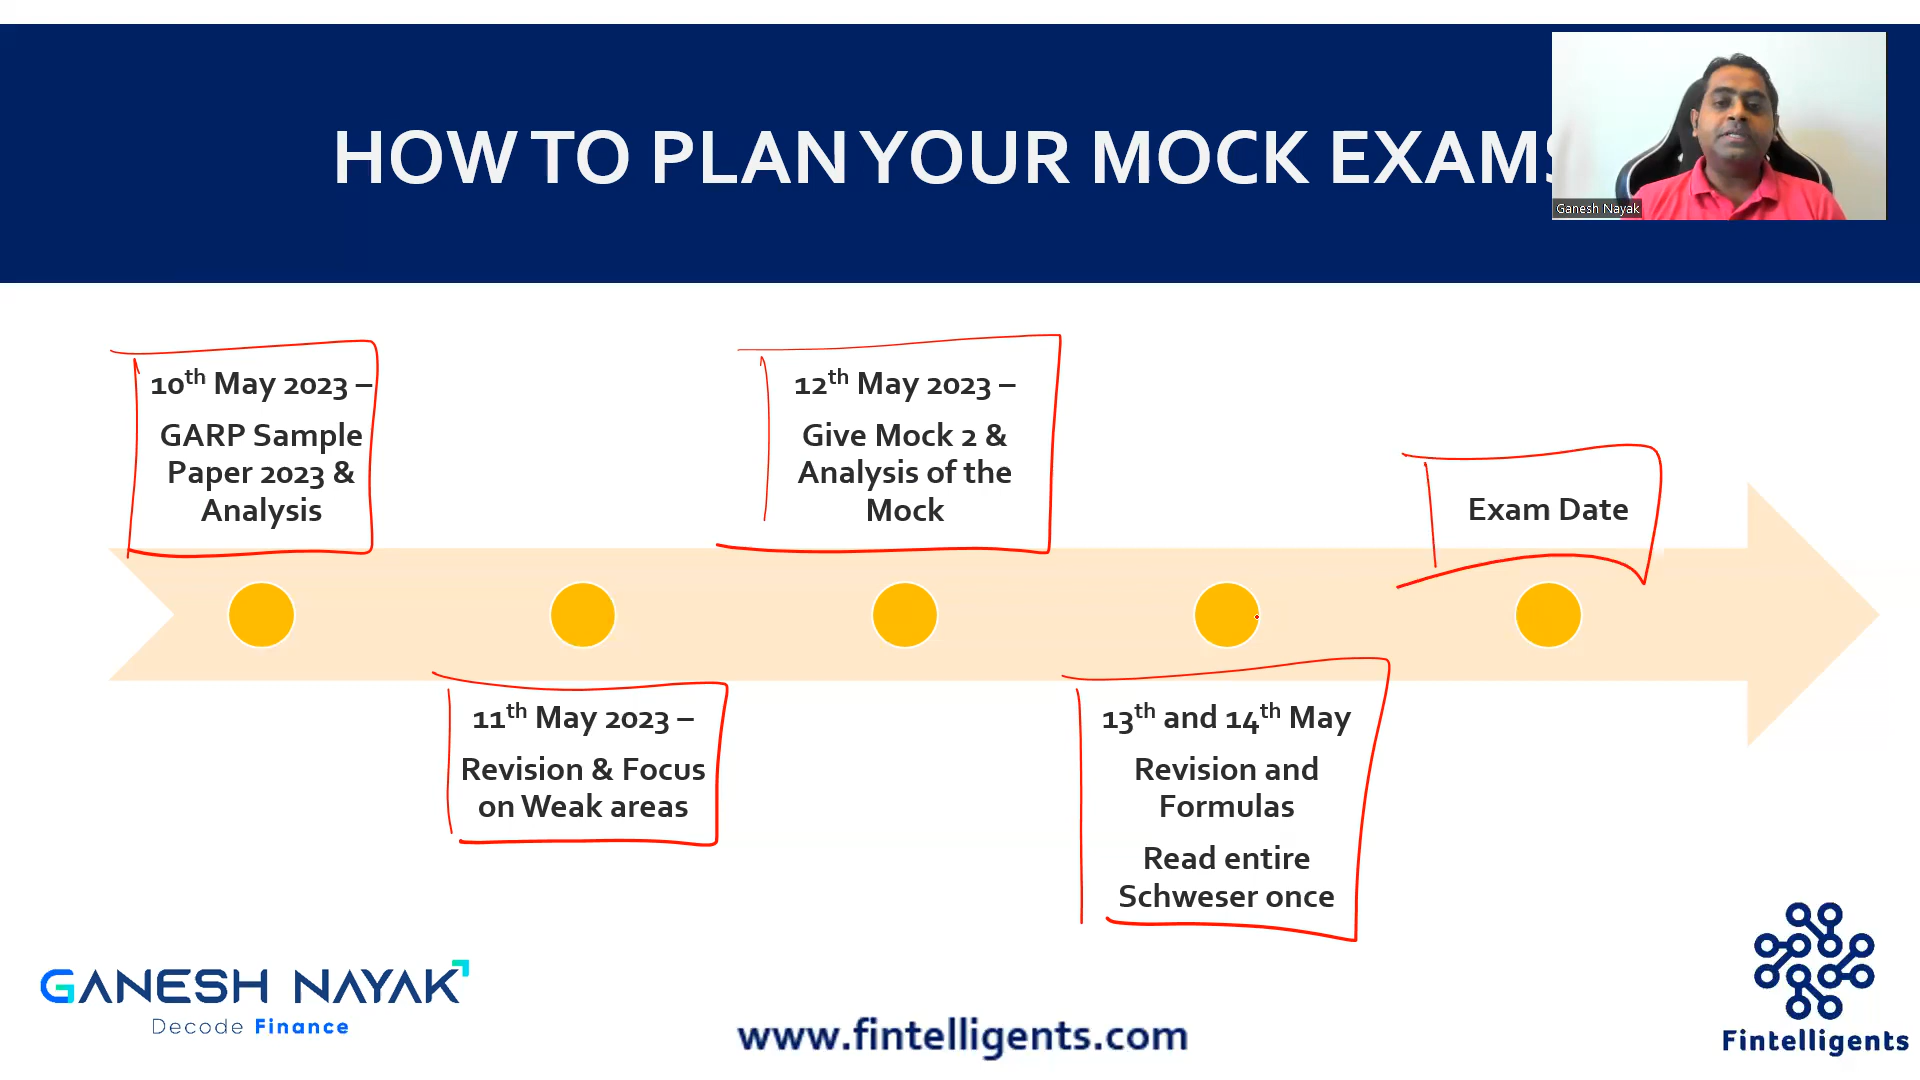 HOW TO PLAN YOUR MOCK EXAMS
Ganesh Nayak
10th May 2023 –
GARP Sample
Paper 2023 &
Analysis
12th May 2023 –
Give Mock 2 &
Analysis of the
Mock
Exam Date
11th May 2023 –
Revision & Focus
on Weak areas
13th and 14th May
Revision and
Formulas
Read entire
Schweser once
GANESH NAYAK
Decode Finance
www.fintelligents.com
Fintelligents